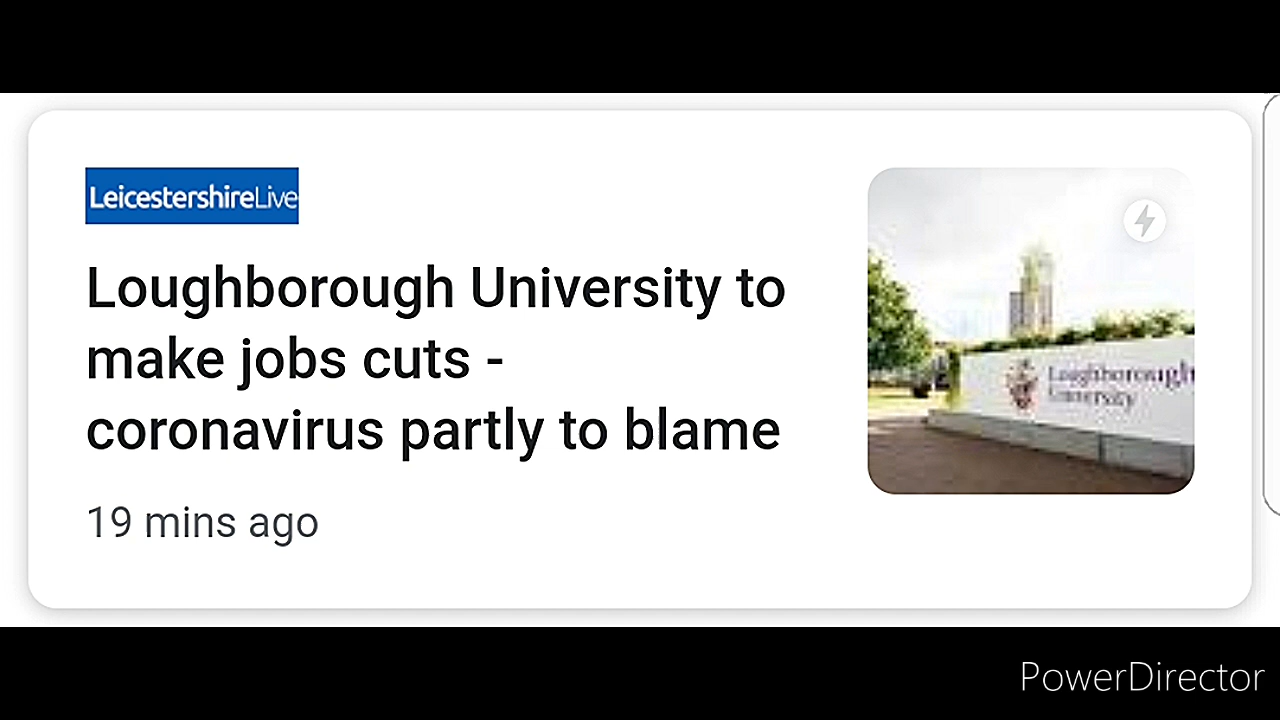 LeicestershireLive
Loughborough University to
make jobs cuts -
coronavirus partly to blame
19 mins ago
Loughborough
University
PowerDirector